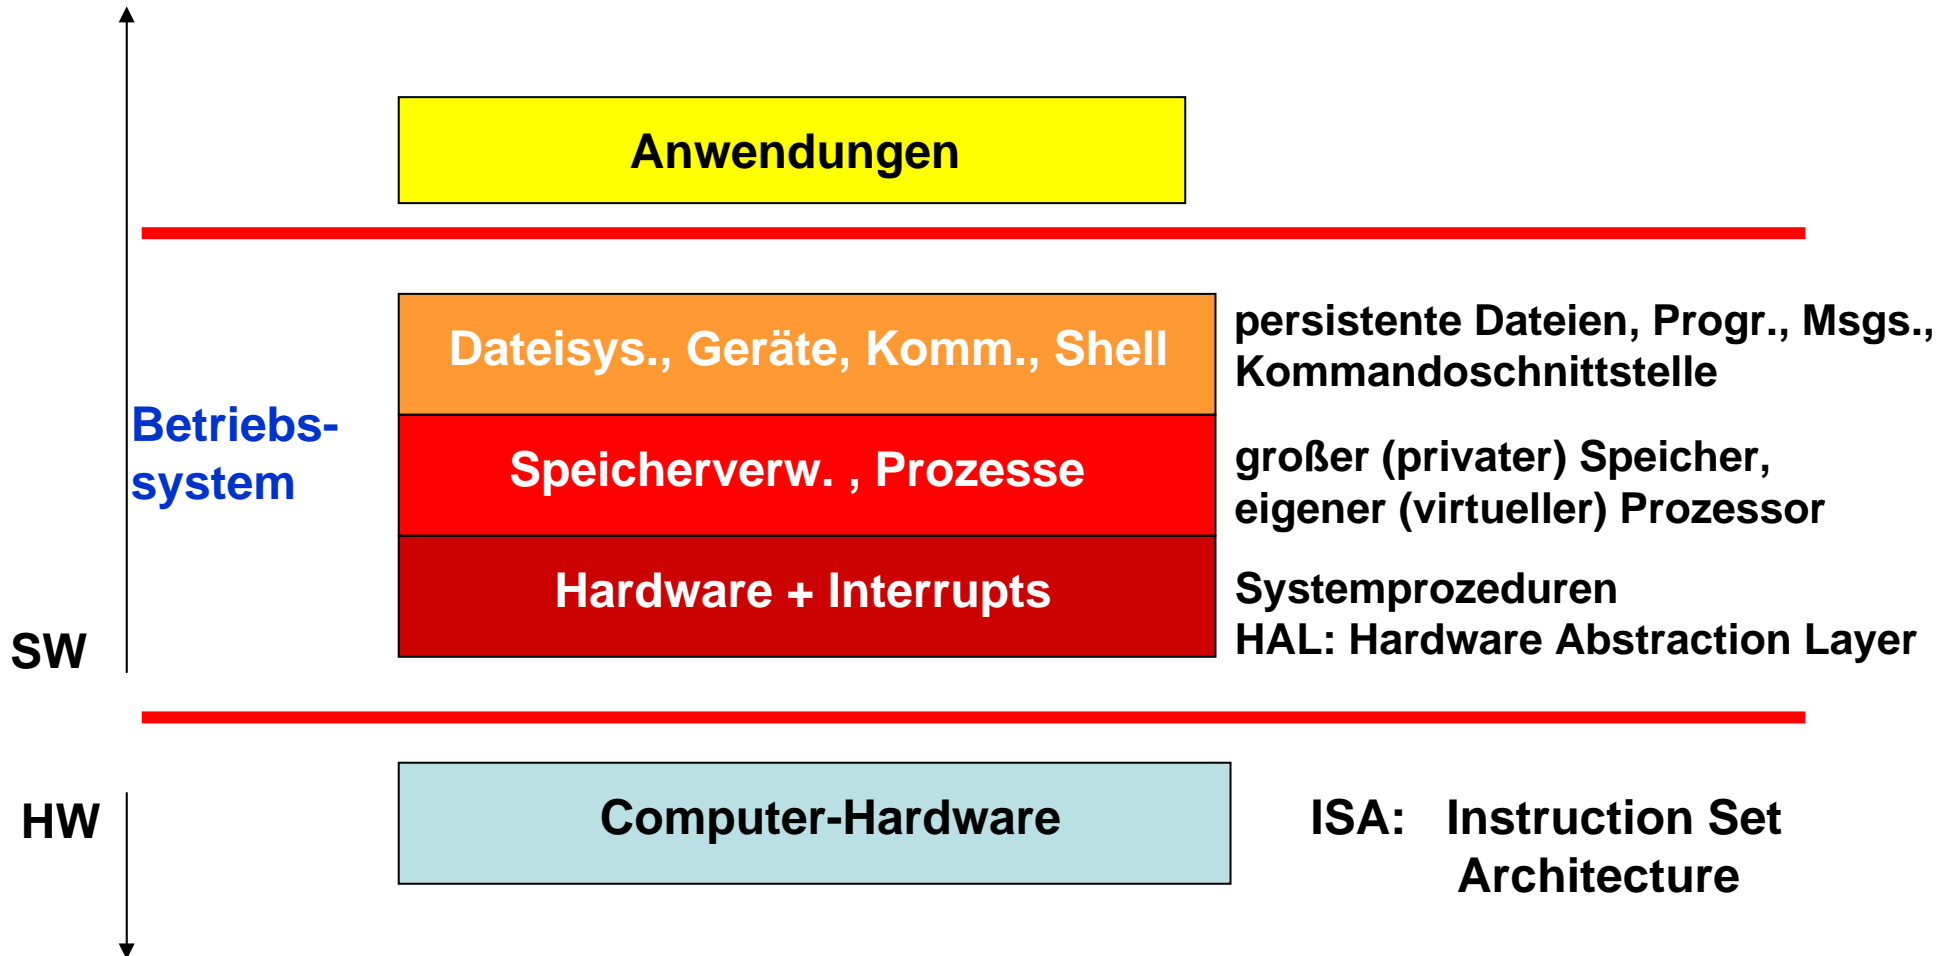 Anwendungen
Dateisys., Geräte, Komm., Shell
persistente Dateien, Progr., Msgs.,
Kommandoschnittstelle
Betriebs-
system
Speicherverw. , Prozesse
großer (privater) Speicher,
eigener (virtueller) Prozessor
Hardware + Interrupts
Systemprozeduren
HAL: Hardware Abstraction Layer
SW
HW
Computer-Hardware
ISA: Instruction Set
Architecture